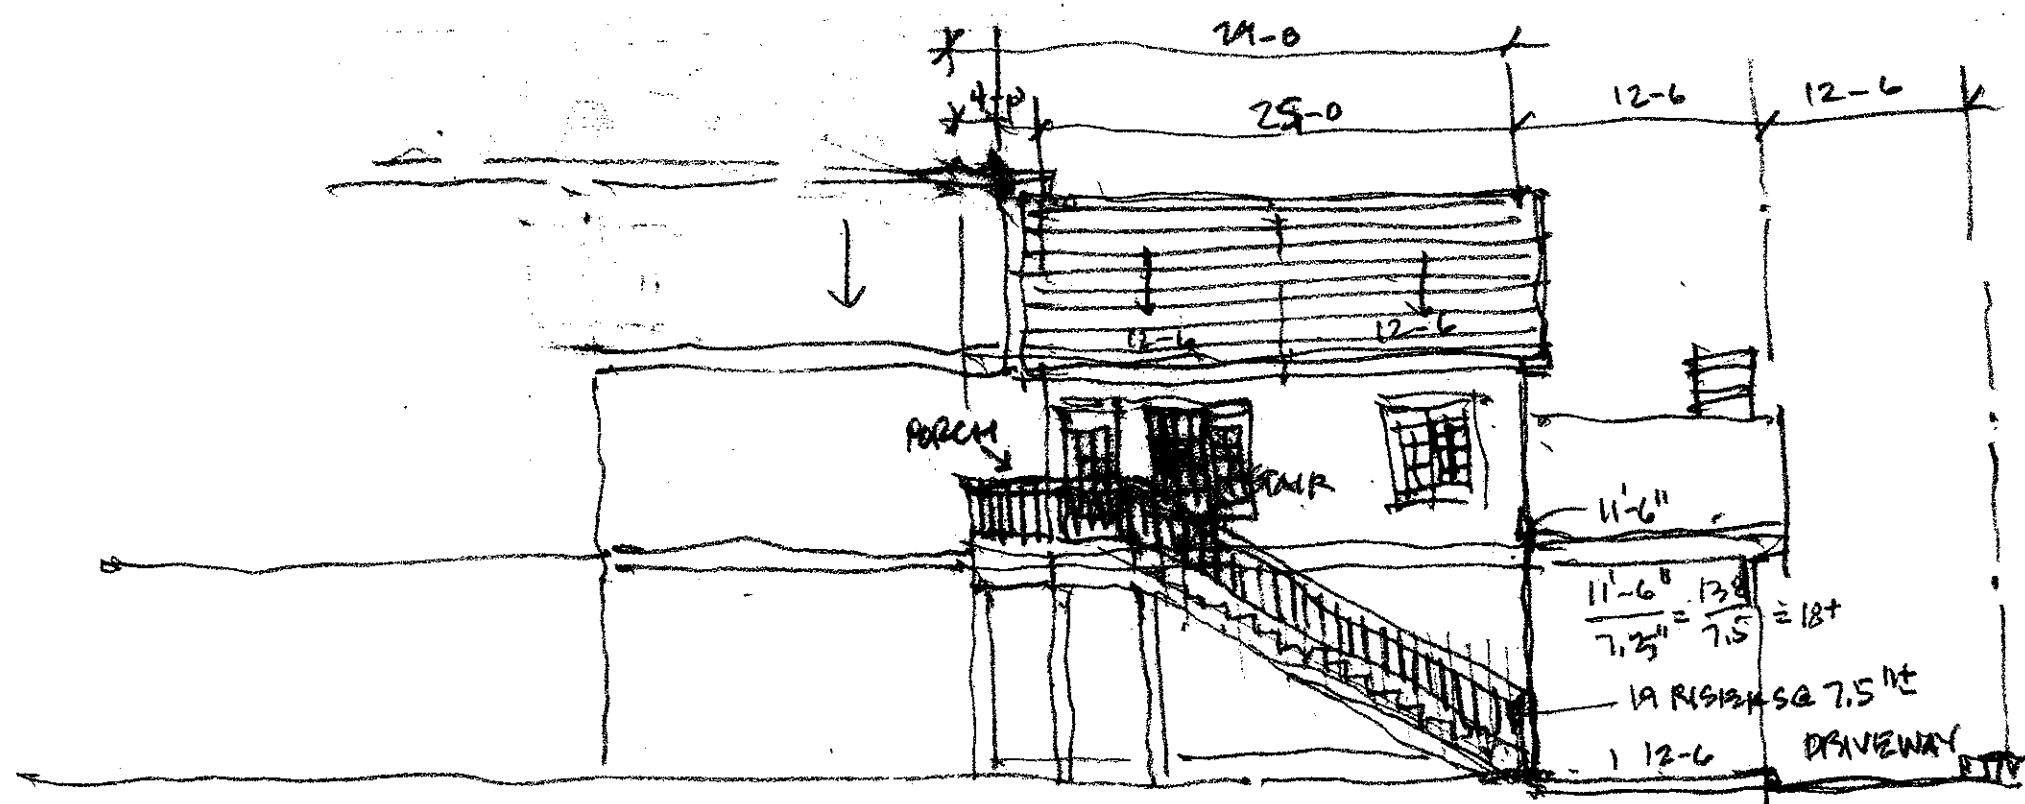 29-0
4-0
25-0
12-6
12-6
12-6
12-6
PORCH
STAIR
11'-6"
11'-6" / 7.5" = 138 / 7.5 ≐ 18+
19 RISERS @ 7.5"±
12-6
DRIVEWAY